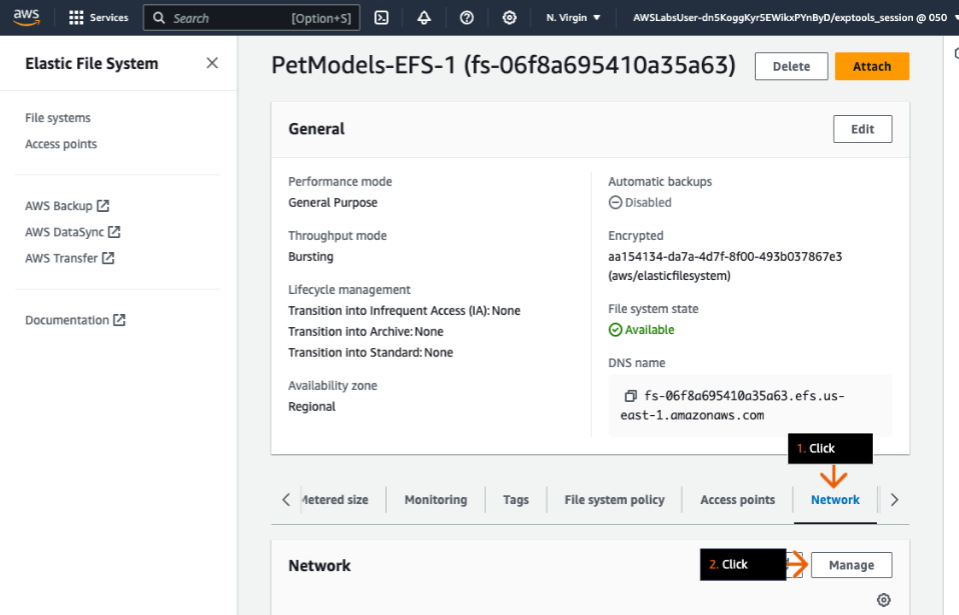 aws
Services
Search [Option+S]
N. Virgin
AWSLabsUser-dn5KoggKyr5EWikxPYnByD/exptools_session @ 050
Elastic File System
File systems
Access points
AWS Backup
AWS DataSync
AWS Transfer
Documentation
PetModels-EFS-1 (fs-06f8a695410a35a63)
Delete
Attach
General
Edit
Performance mode
General Purpose
Throughput mode
Bursting
Lifecycle management
Transition into Infrequent Access (IA): None
Transition into Archive: None
Transition into Standard: None
Availability zone
Regional
Automatic backups
Disabled
Encrypted
aa154134-da7a-4d7f-8f00-493b037867e3
(aws/elasticfilesystem)
File system state
Available
DNS name
fs-06f8a695410a35a63.efs.us-
east-1.amazonaws.com
1. Click
Metered size
Monitoring
Tags
File system policy
Access points
Network
Network
2. Click
Manage